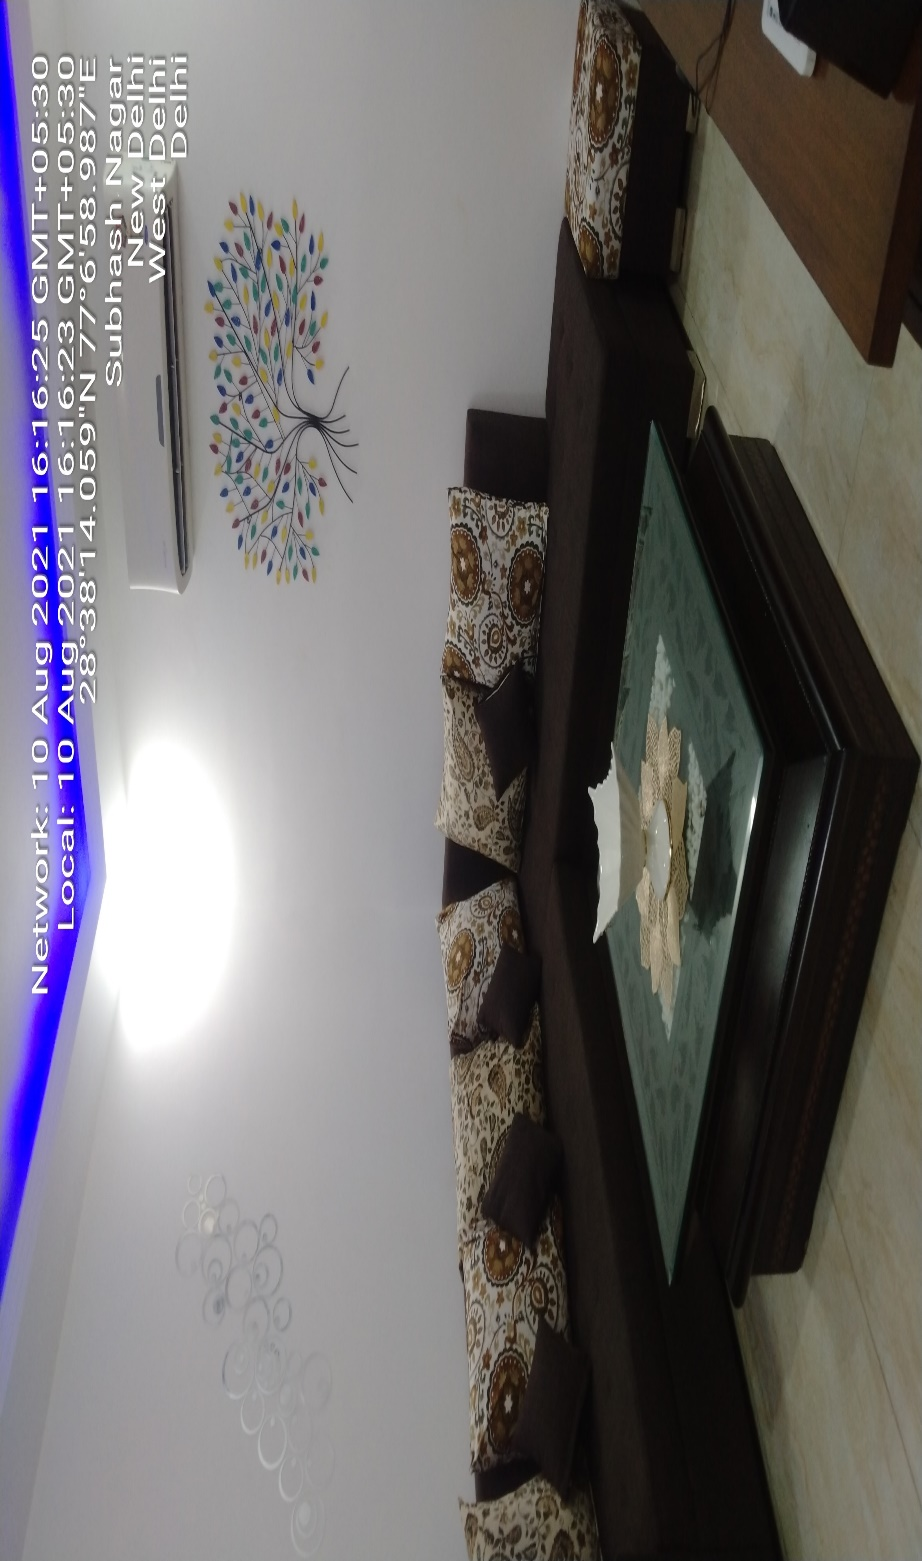 Network: 10 Aug 2021 16:16:25 GMT+05:30
Local: 10 Aug 2021 16:16:23 GMT+05:30
28°38'14.059"N 77°6'58.987"E
Subhash Nagar
New Delhi
West Delhi
Delhi